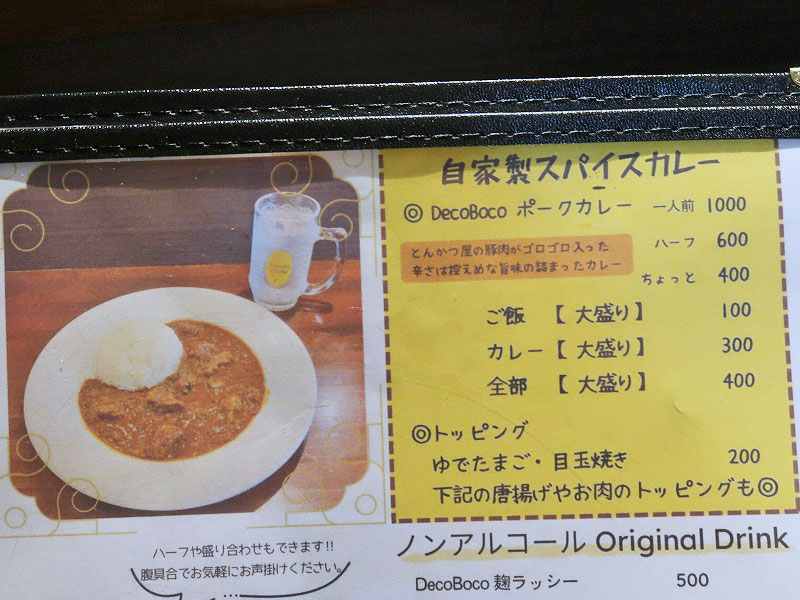 自家製スパイスカレー
◎ DecoBoco ポークカレー 一人前 1000
とんかつ屋の豚肉がゴロゴロ入った
辛さは控えめな旨味の詰まったカレー
ハーフ 600
ちょっと 400
ご飯 【大盛り】 100
カレー【大盛り】 300
全部 【大盛り】 400
◎トッピング
ゆでたまご・目玉焼き 200
下記の唐揚げやお肉のトッピングも◎
ハーフや盛り合わせもできます!!
腹具合でお気軽にお声掛けください。
ノンアルコール Original Drink
DecoBoco 麹ラッシー 500